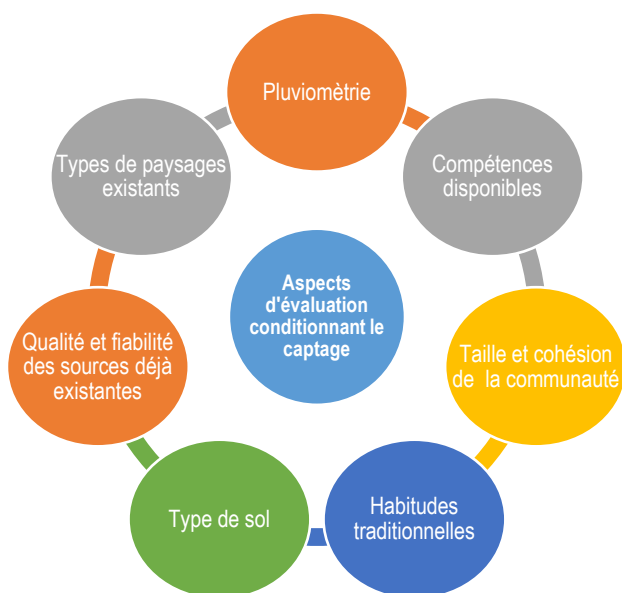 Pluviomètrie
Compétences
disponibles
Taille et cohésion
de la communauté
Habitudes
traditionnelles
Type de sol
Qualité et fiabilité
des sources déjà
existantes
Types de paysages
existants
Aspects
d'évaluation
conditionnant le
captage